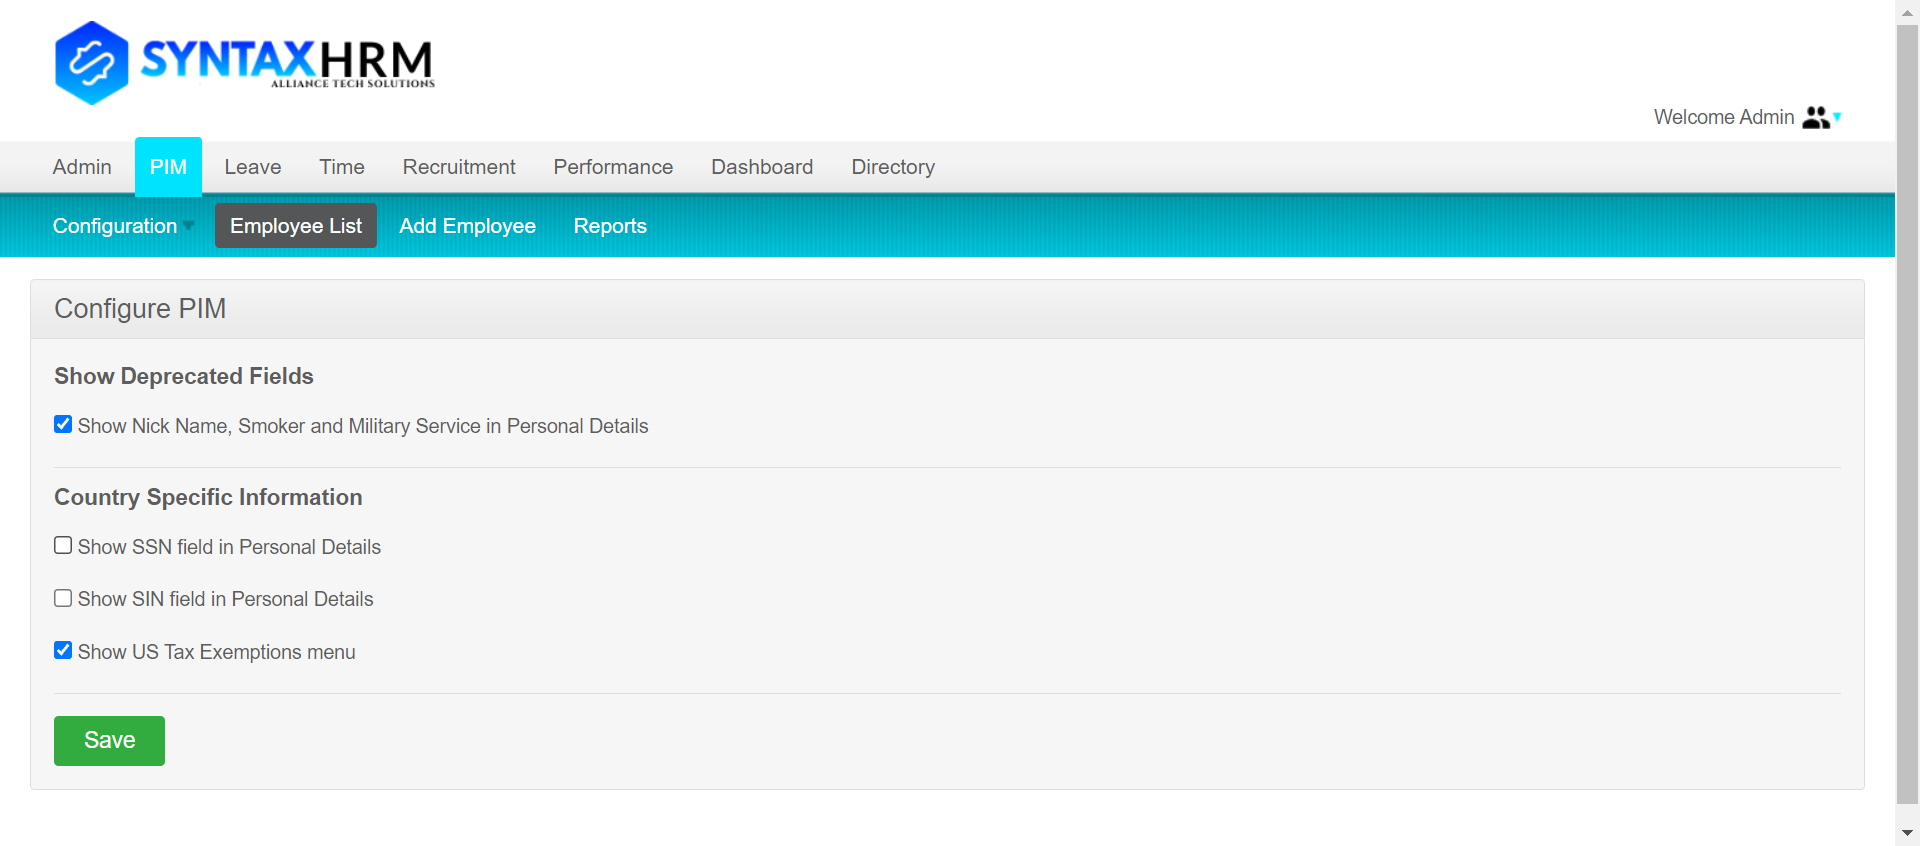 SYNTAXHRM
ALLIANCE TECH SOLUTIONS
Welcome Admin
Admin PIM Leave Time Recruitment Performance Dashboard Directory
Configuration Employee List Add Employee Reports
Configure PIM
Show Deprecated Fields
Show Nick Name, Smoker and Military Service in Personal Details
Country Specific Information
Show SSN field in Personal Details
Show SIN field in Personal Details
Show US Tax Exemptions menu
Save